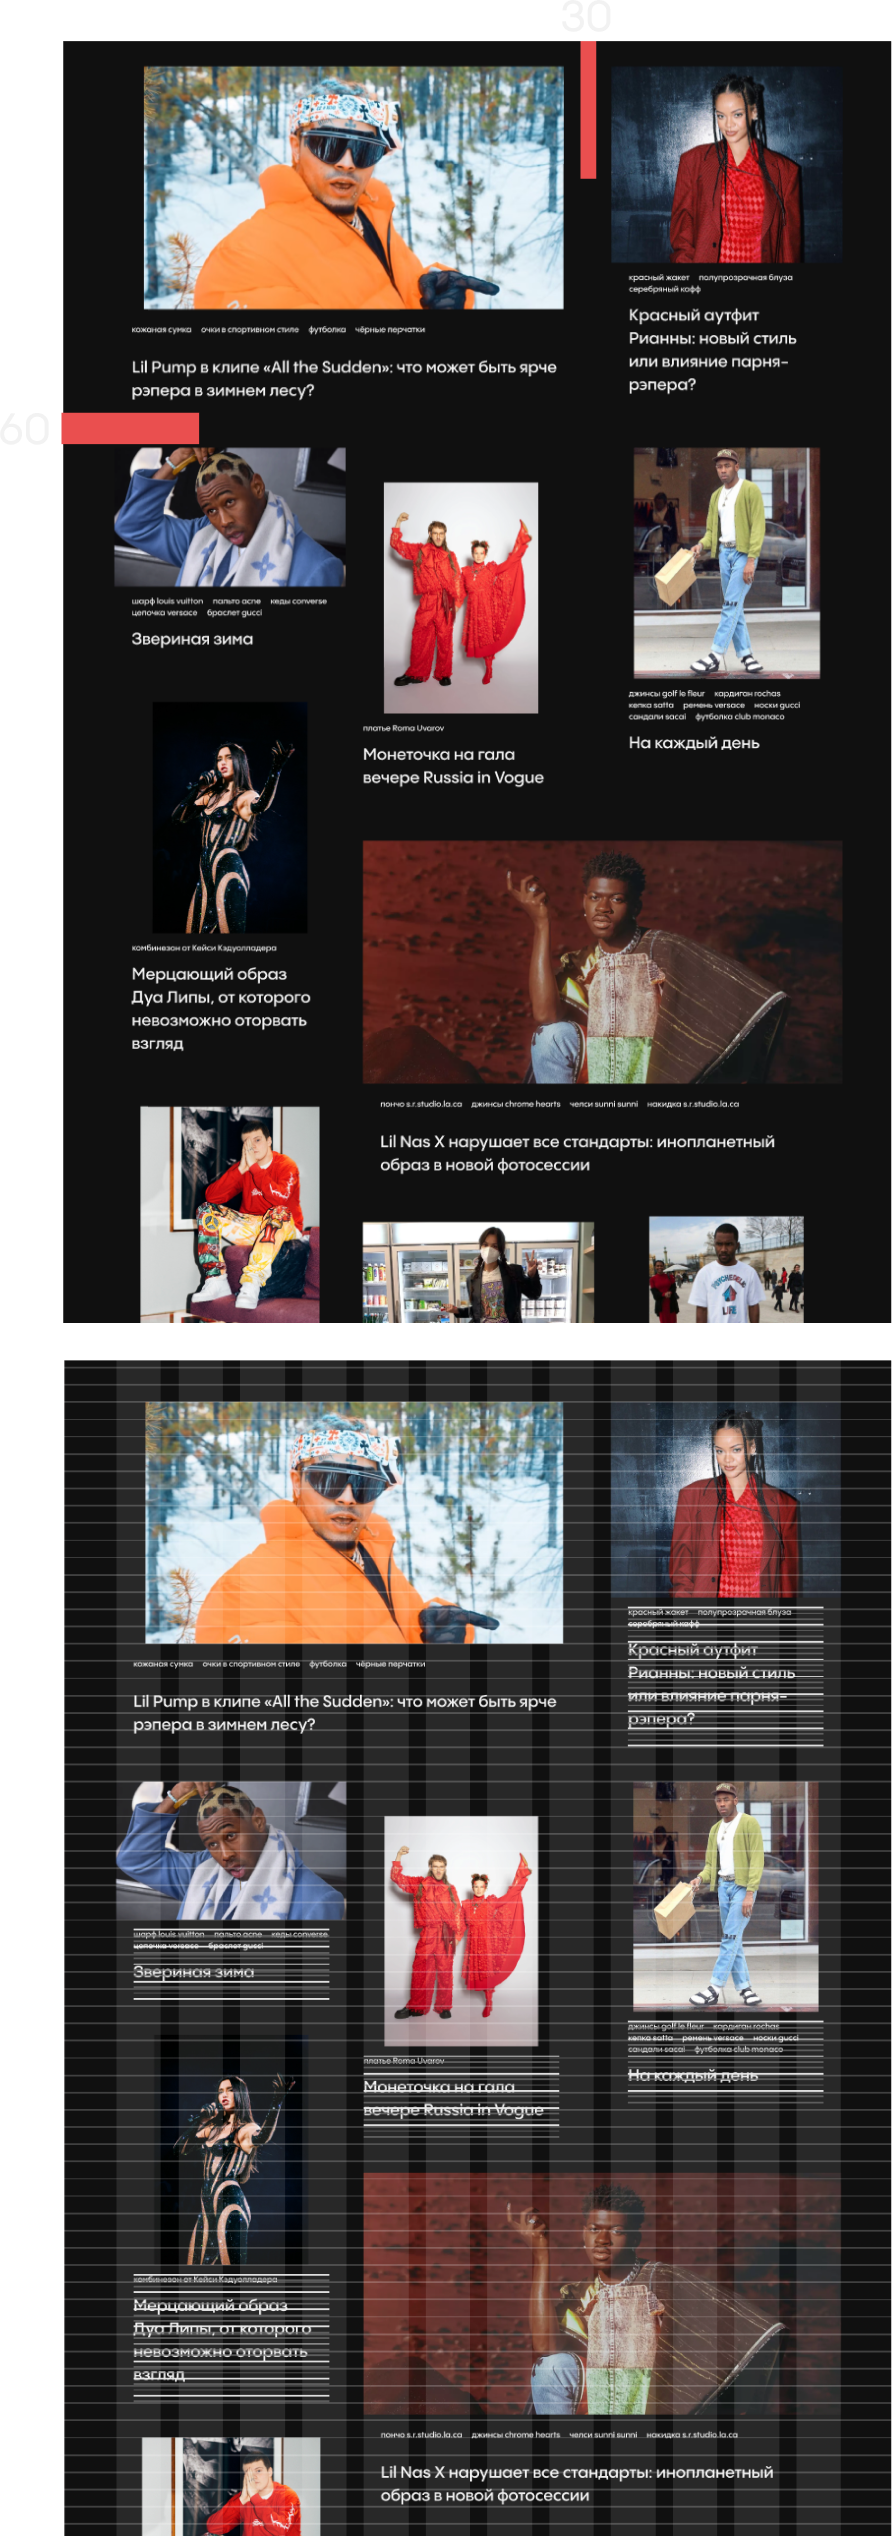 30
красный жакет полупрозрачная блуза
серебряный кафф
Красный аутфит
Рианны: новый стиль
или влияние парня-
рэпера?
кожаная сумка очки в спортивном стиле футболка чёрные перчатки
Lil Pump в клипе «All the Sudden»: что может быть ярче
рэпера в зимнем лесу?
60
шарф louis vuitton пальто acne кеды converse
цепочка versace браслет gucci
Звериная зима
платье Roma Uvarov
Монеточка на гала
вечере Russia in Vogue
джинсы golf le fleur кардиган rochas
кепка satta ремень versace носки gucci
сандали sacai футболка club monaco
На каждый день
комбинезон от Кейси Кэдуолладера
Мерцающий образ
Дуа Липы, от которого
невозможно оторвать
взгляд
пончо s.r.studio.la.ca джинсы chrome hearts челси sunni sunni накидка s.r.studio.la.ca
Lil Nas X нарушает все стандарты: инопланетный
образ в новой фотосессии
PSYCHEDELIC
LIFE
красный жакет полупрозрачная блуза
серебряный кафф
Красный аутфит
Рианны: новый стиль
или влияние парня-
рэпера?
кожаная сумка очки в спортивном стиле футболка чёрные перчатки
Lil Pump в клипе «All the Sudden»: что может быть ярче
рэпера в зимнем лесу?
шарф louis vuitton пальто acne кеды converse
цепочка versace браслет gucci
Звериная зима
платье Roma Uvarov
Монеточка на гала
вечере Russia in Vogue
джинсы golf le fleur кардиган rochas
кепка satta ремень versace носки gucci
сандали sacai футболка club monaco
На каждый день
комбинезон от Кейси Кэдуолладера
Мерцающий образ
Дуа Липы, от которого
невозможно оторвать
взгляд
пончо s.r.studio.la.ca джинсы chrome hearts челси sunni sunni накидка s.r.studio.la.ca
Lil Nas X нарушает все стандарты: инопланетный
образ в новой фотосессии